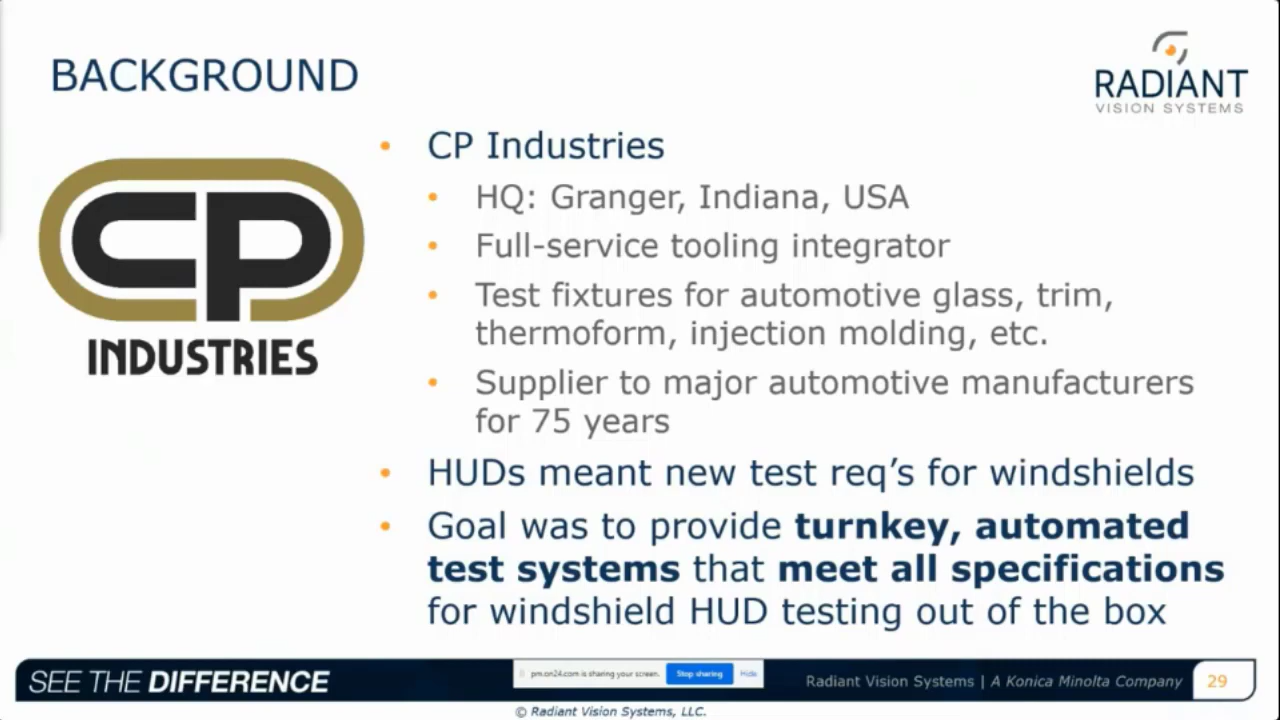 BACKGROUND
RADIANT
VISION SYSTEMS
CP
INDUSTRIES
• CP Industries
• HQ: Granger, Indiana, USA
• Full-service tooling integrator
• Test fixtures for automotive glass, trim,
thermoform, injection molding, etc.
• Supplier to major automotive manufacturers
for 75 years
• HUDs meant new test req’s for windshields
• Goal was to provide turnkey, automated
test systems that meet all specifications
for windshield HUD testing out of the box
SEE THE DIFFERENCE
pm.on24.com is sharing your screen. Stop sharing Hide
Radiant Vision Systems | A Konica Minolta Company 29
© Radiant Vision Systems, LLC.